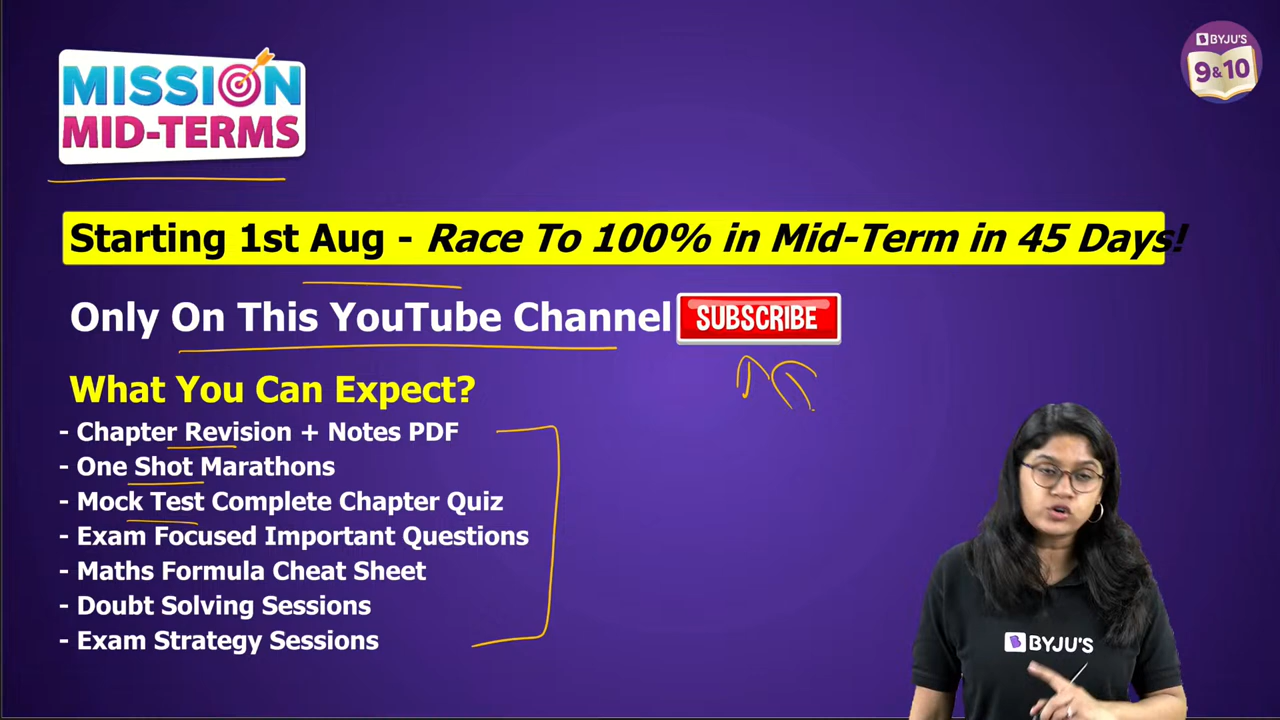 MISSION
MID-TERMS
BYJU'S
9&10
Starting 1st Aug - Race To 100% in Mid-Term in 45 Days!
Only On This YouTube Channel SUBSCRIBE
What You Can Expect?
- Chapter Revision + Notes PDF
- One Shot Marathons
- Mock Test Complete Chapter Quiz
- Exam Focused Important Questions
- Maths Formula Cheat Sheet
- Doubt Solving Sessions
- Exam Strategy Sessions
BYJU'S